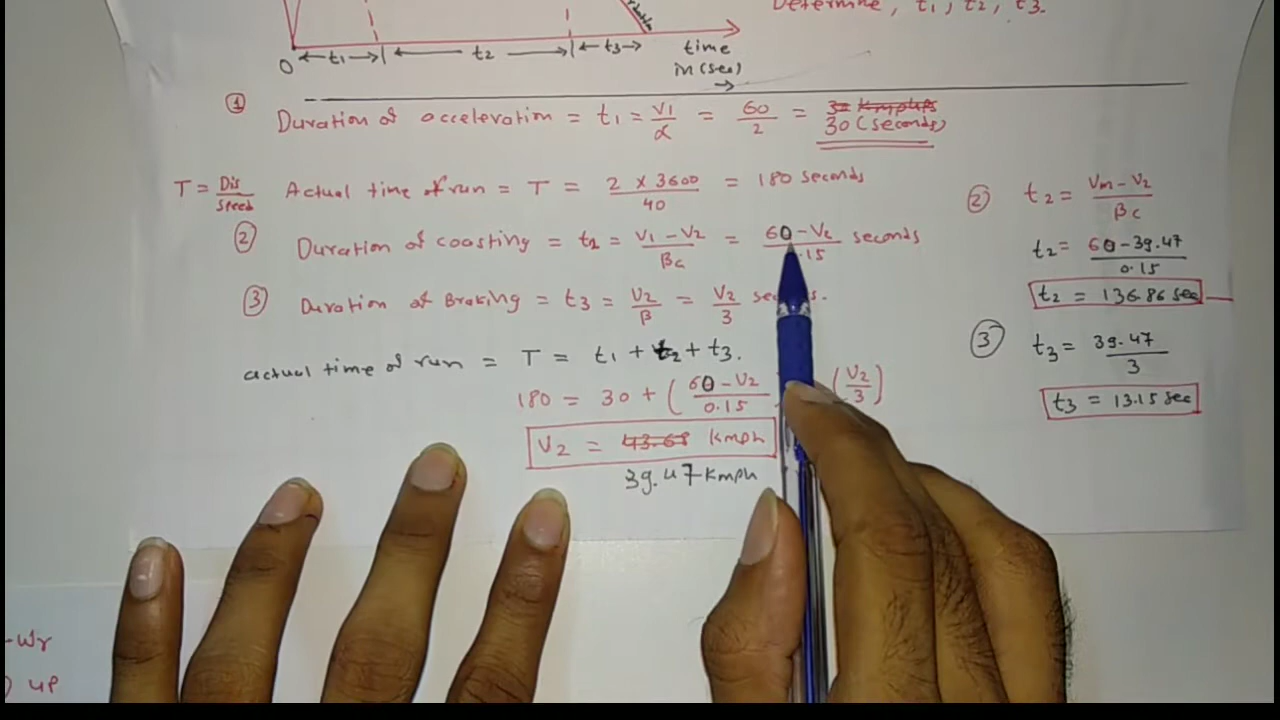 Determine, t1, t2, t3.
0 t1 t2 t3 time
in (sec)
① Duration of acceleration = t1 = V1/α = 60/2 = 30 (seconds)
T = Dis/Speed Actual time of run = T = 2 × 3600/40 = 180 seconds
② Duration of coasting = t2 = V1 - V2/βc = 60 - V2/0.15 seconds
③ Duration of Braking = t3 = V2/β = V2/3 seconds.
actual time of run = T = t1 + t2 + t3.
180 = 30 + (60 - V2/0.15) + (V2/3)
V2 = 43.68 kmph
39.47 kmph
② t2 = Vm - V2/βc
t2 = 60 - 39.47/0.15
t2 = 136.86 sec
③ t3 = 39.47/3
t3 = 13.15 sec
-wr
) up